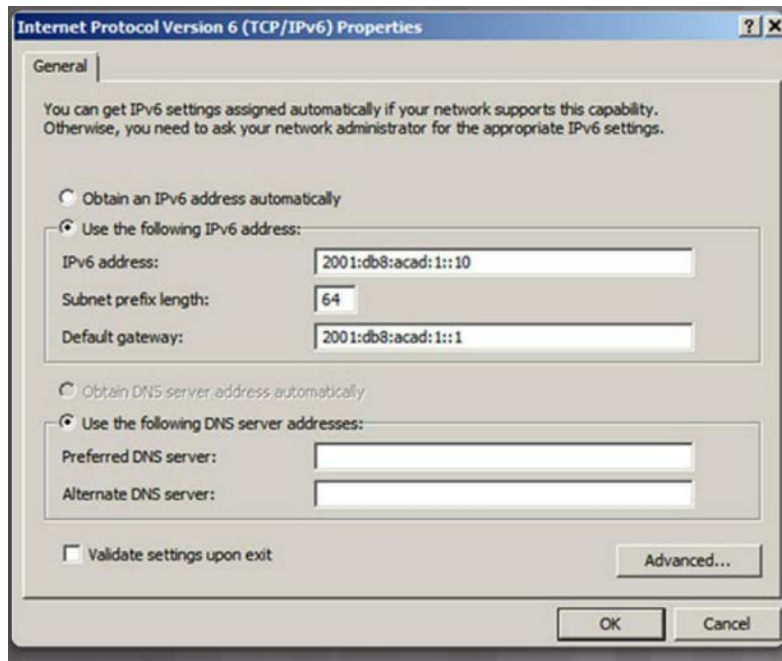 Internet Protocol Version 6 (TCP/IPv6) Properties
General
You can get IPv6 settings assigned automatically if your network supports this capability.
Otherwise, you need to ask your network administrator for the appropriate IPv6 settings.
Obtain an IPv6 address automatically
Use the following IPv6 address:
IPv6 address: 2001:db8:acad:1::10
Subnet prefix length: 64
Default gateway: 2001:db8:acad:1::1
Obtain DNS server address automatically
Use the following DNS server addresses:
Preferred DNS server:
Alternate DNS server:
Validate settings upon exit
Advanced...
OK Cancel